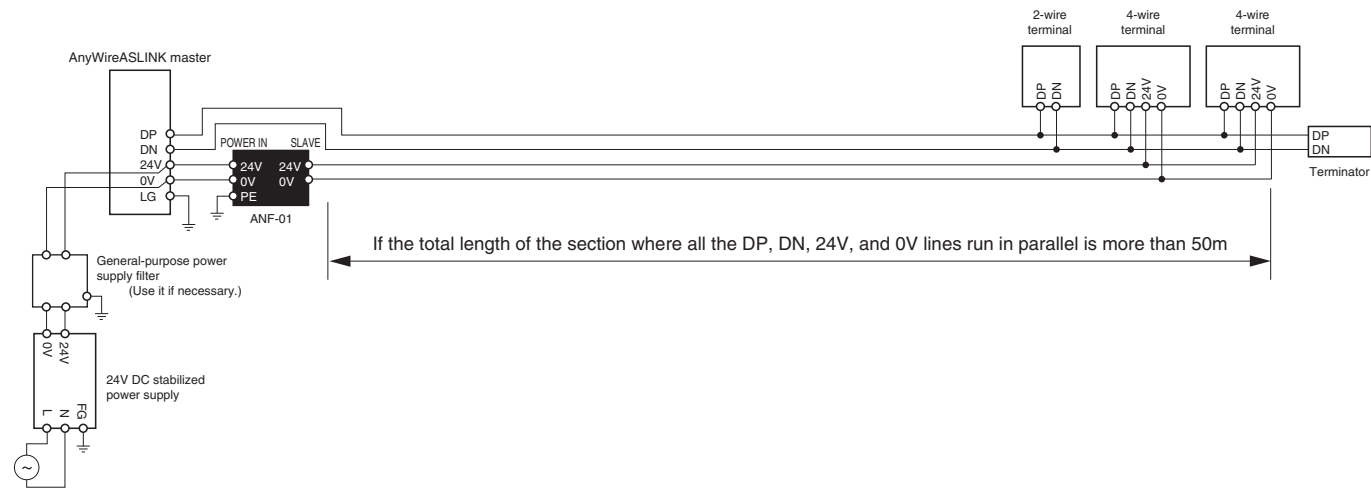 2-wire
terminal
4-wire
terminal
4-wire
terminal
AnyWireASLINK master
DP
DN
24V
0V
DP
DN
DP
DN
24V
0V
DP
DN
24V
0V
LG
POWER IN
SLAVE
24V
0V
PE
24V
0V
ANF-01
DP
DN
Terminator
If the total length of the section where all the DP, DN, 24V, and 0V lines run in parallel is more than 50m
General-purpose power
supply filter
(Use it if necessary.)
0V
24V
24V DC stabilized
power supply
L
N
FG
~